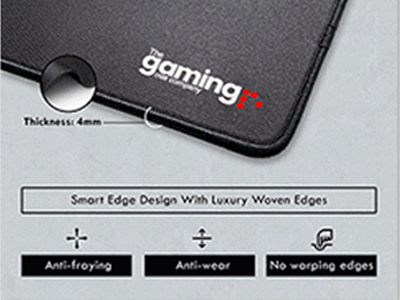 The
gaming
mat company
Thickness: 4mm
Smart Edge Design With Luxury Woven Edges
Anti-fraying
Anti-wear
No warping edges